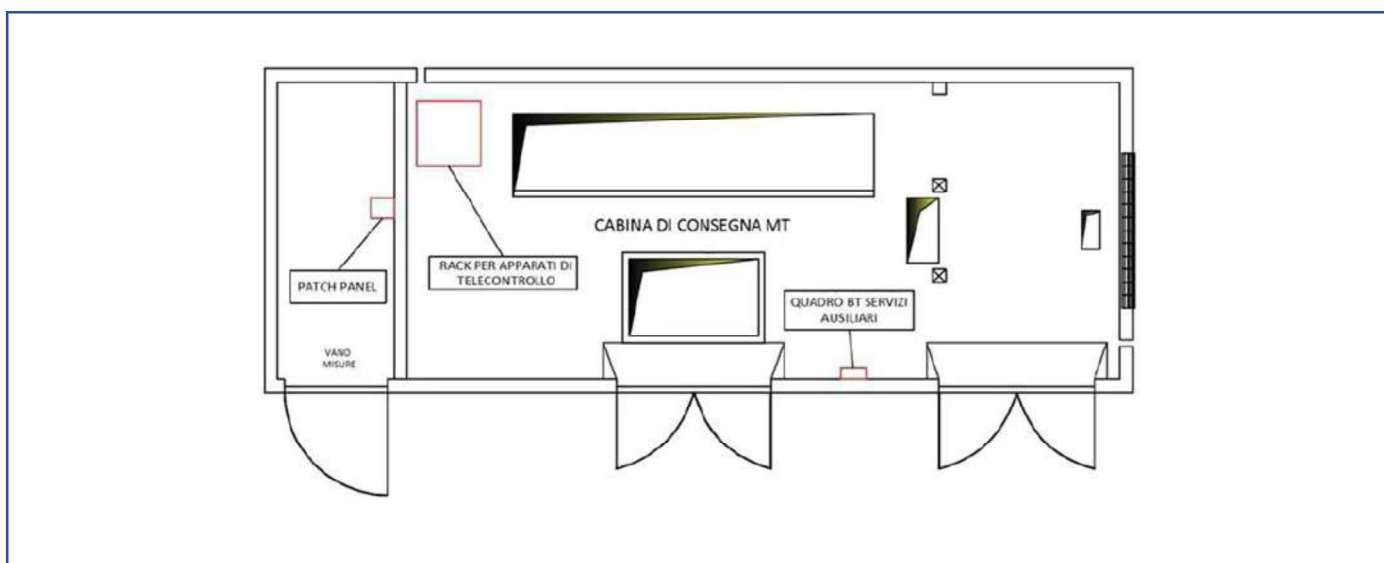 CABINA DI CONSEGNA MT
RACK PER APPARATI DI
TELECONTROLLO
PATCH PANEL
QUADRO BT SERVIZI
AUSILIARI
VANO
MISURE